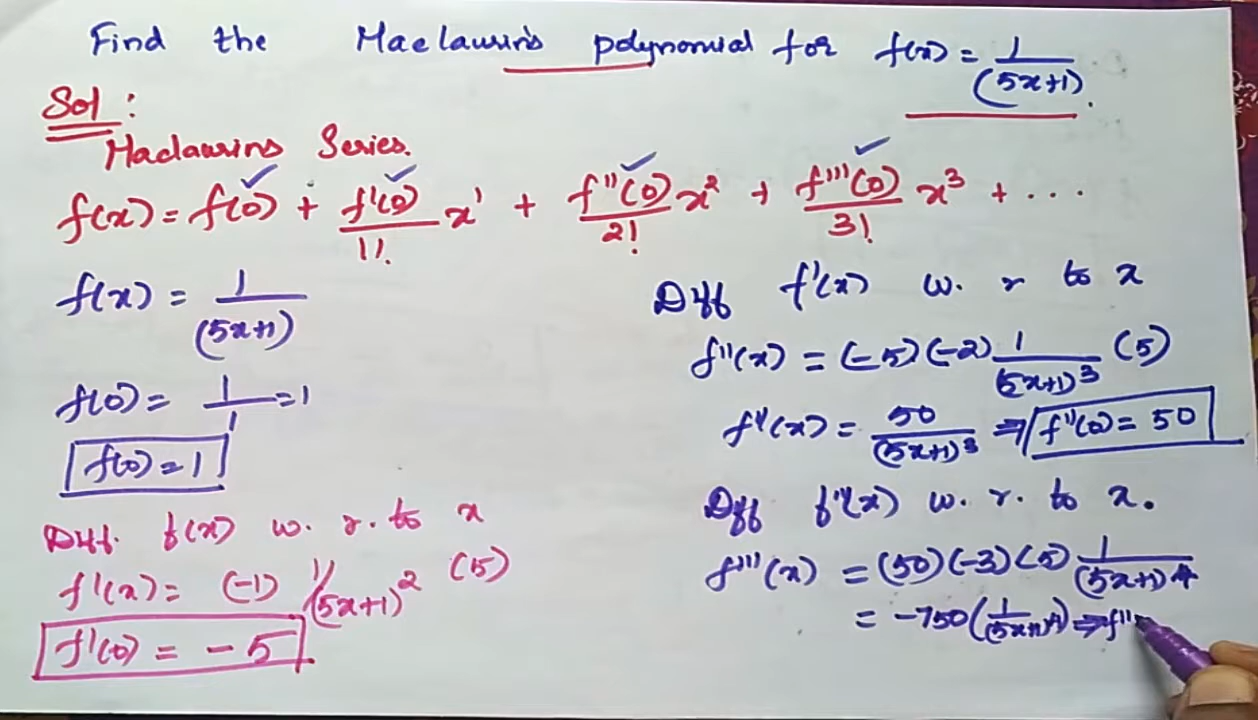 Find the Maclaurin's polynomial for f(x) = 1/(5x+1).
Sol:
Maclaurins Series.
f(x) = f(0) + f'(0)/1! x¹ + f''(0)/2! x² + f'''(0)/3! x³ + ...
f(x) = 1/(5x+1)
f(0) = 1/1 = 1
f(0) = 1
Diff. f(x) w. r. to x
f'(x) = (-1) 1/(5x+1)² (5)
f'(0) = -5
Diff f'(x) w. r to x
f''(x) = (-5)(-2) 1/(5x+1)³ (5)
f''(x) = 50/(5x+1)³ ⇒ f''(0) = 50
Diff f''(x) w. r. to x.
f'''(x) = (50)(-3)(5) 1/(5x+1)⁴
= -750(1/(5x+1)⁴) ⇒ f''